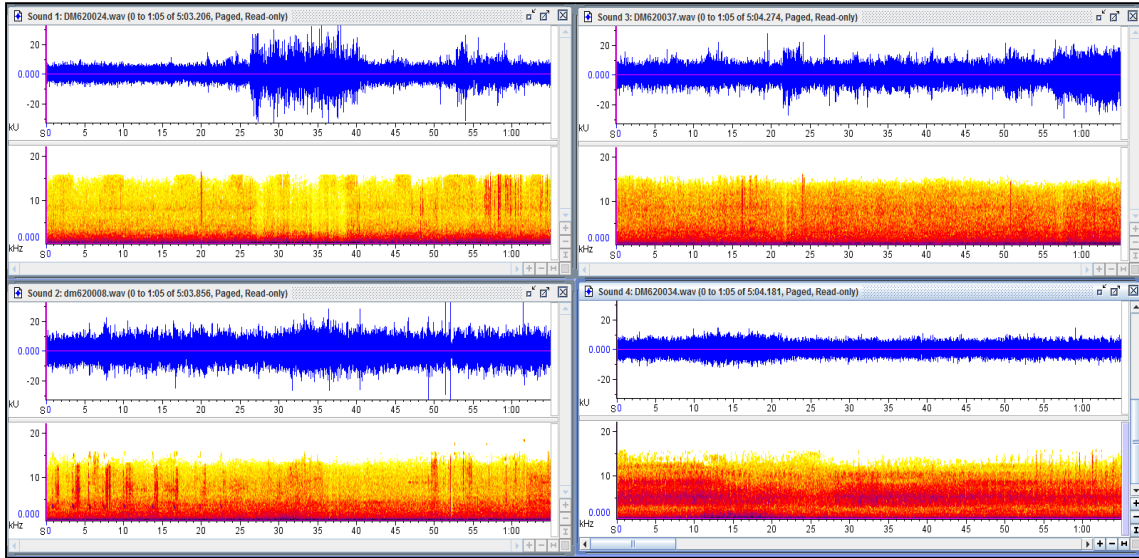 Sound 1: DM620024.wav (0 to 1:05 of 5:03.206, Paged, Read-only)
20
0.000
-20
kU
S0 5 10 15 20 25 30 35 40 45 50 55 1:00
20
10
0.000
kHz
S0 5 10 15 20 25 30 35 40 45 50 55 1:00
Sound 3: DM620037.wav (0 to 1:05 of 5:04.274, Paged, Read-only)
20
0.000
-20
kU
S0 5 10 15 20 25 30 35 40 45 50 55 1:00
20
10
0.000
kHz
S0 5 10 15 20 25 30 35 40 45 50 55 1:00
Sound 2: dm620008.wav (0 to 1:05 of 5:03.856, Paged, Read-only)
20
0.000
-20
kU
S0 5 10 15 20 25 30 35 40 45 50 55 1:00
20
10
0.000
kHz
S0 5 10 15 20 25 30 35 40 45 50 55 1:00
Sound 4: DM620034.wav (0 to 1:05 of 5:04.181, Paged, Read-only)
20
0.000
-20
kU
S0 5 10 15 20 25 30 35 40 45 50 55 1:00
20
10
0.000
kHz
S0 5 10 15 20 25 30 35 40 45 50 55 1:00